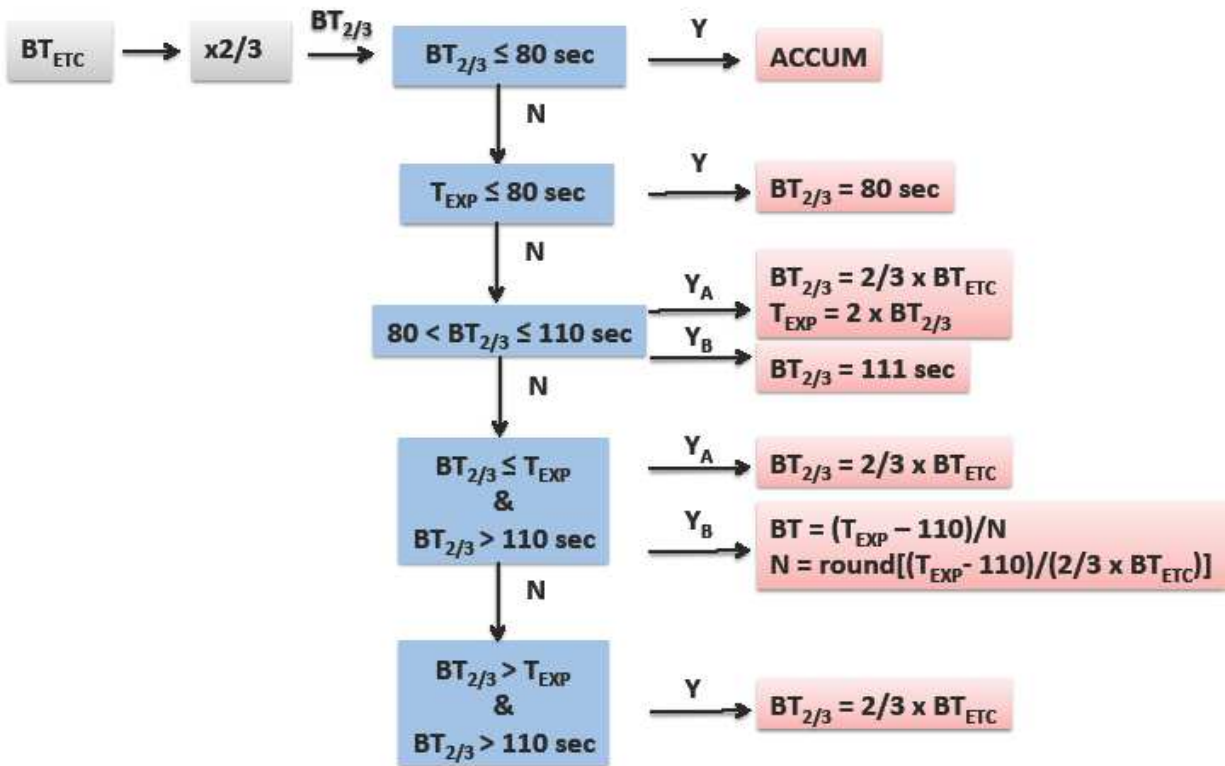 BT_ETC
x2/3
BT_2/3
BT_2/3 ≤ 80 sec
Y
ACCUM
N
T_EXP ≤ 80 sec
Y
BT_2/3 = 80 sec
N
80 < BT_2/3 ≤ 110 sec
Y_A
BT_2/3 = 2/3 x BT_ETC
T_EXP = 2 x BT_2/3
Y_B
BT_2/3 = 111 sec
N
BT_2/3 ≤ T_EXP
&
BT_2/3 > 110 sec
Y_A
BT_2/3 = 2/3 x BT_ETC
Y_B
BT = (T_EXP – 110)/N
N = round[(T_EXP- 110)/(2/3 x BT_ETC)]
N
BT_2/3 > T_EXP
&
BT_2/3 > 110 sec
Y
BT_2/3 = 2/3 x BT_ETC